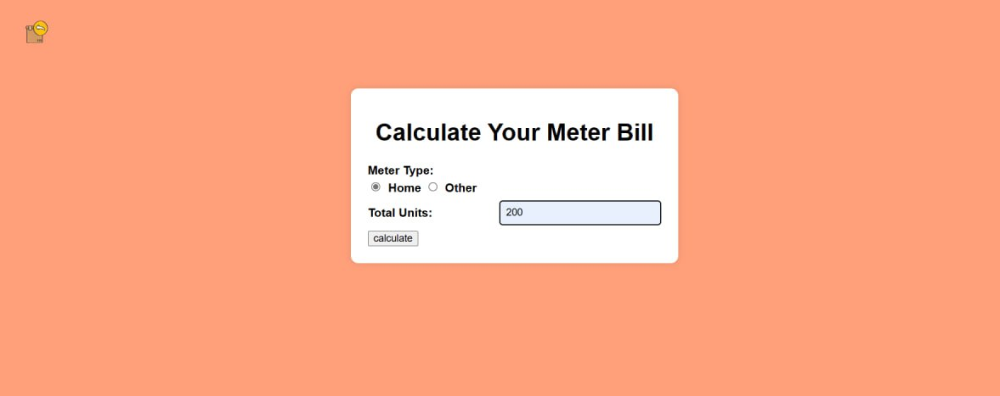 Calculate Your Meter Bill
Meter Type:
Home Other
Total Units: 200
calculate